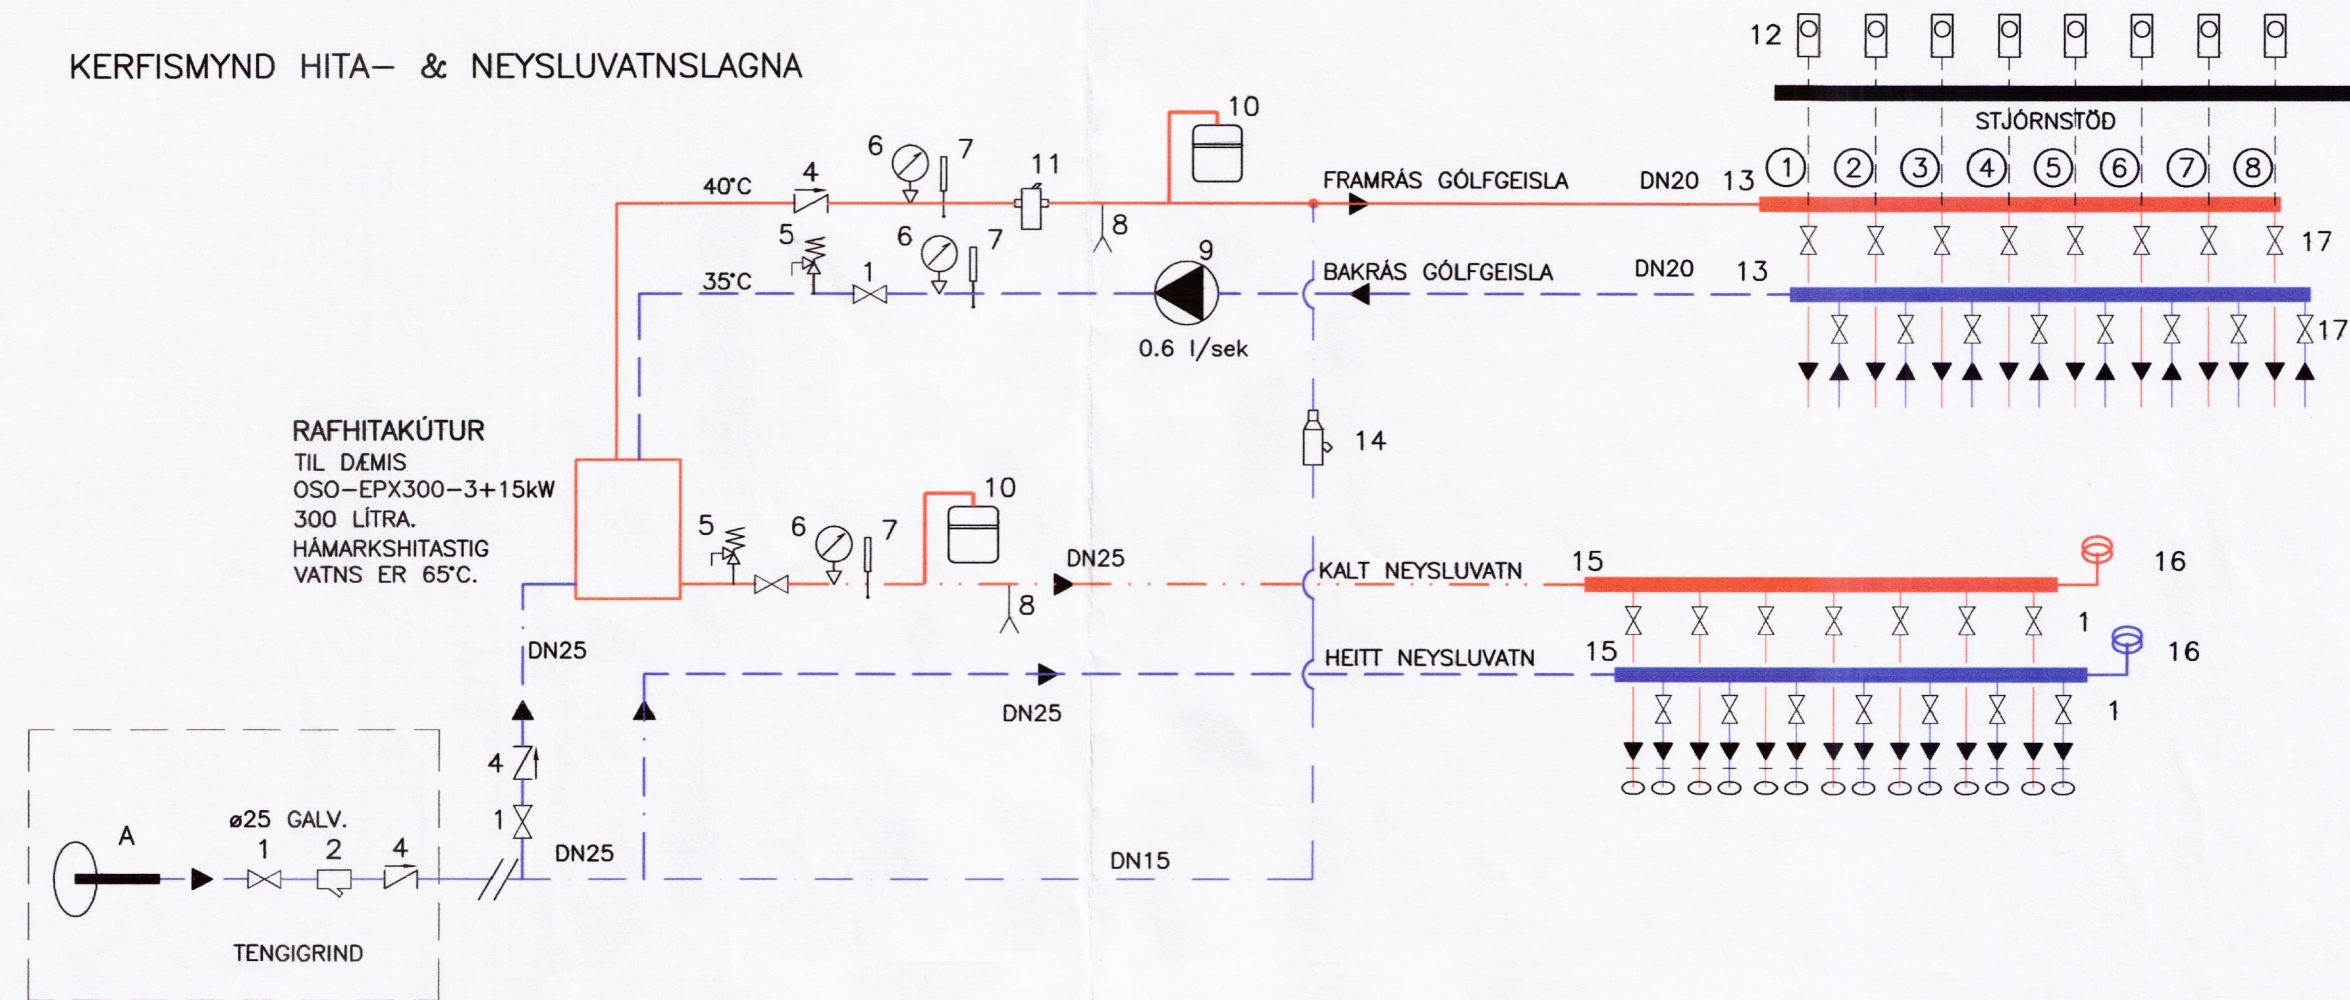 KERFISMYND HITA- & NEYSLUVATNSLAGNA
12
STJÓRNSTÖÐ
10
6
7
4
11
40°C
8
FRAMRÁS GÓLFGEISLA
DN20
13
1
2
3
4
5
6
7
8
17
5
6
7
1
9
35°C
BAKRÁS GÓLFGEISLA
DN20
13
17
0.6 l/sek
14
RAFHITAKÚTUR
TIL DÆMIS
OSO-EPX300-3+15kW
300 LÍTRA.
HÁMARKSHITASTIG
VATNS ER 65°C.
5
6
7
10
8
DN25
KALT NEYSLUVATN
15
16
1
DN25
HEITT NEYSLUVATN
15
16
1
DN25
4
1
DN25
DN15
A
ø25 GALV.
1
2
4
TENGIGRIND